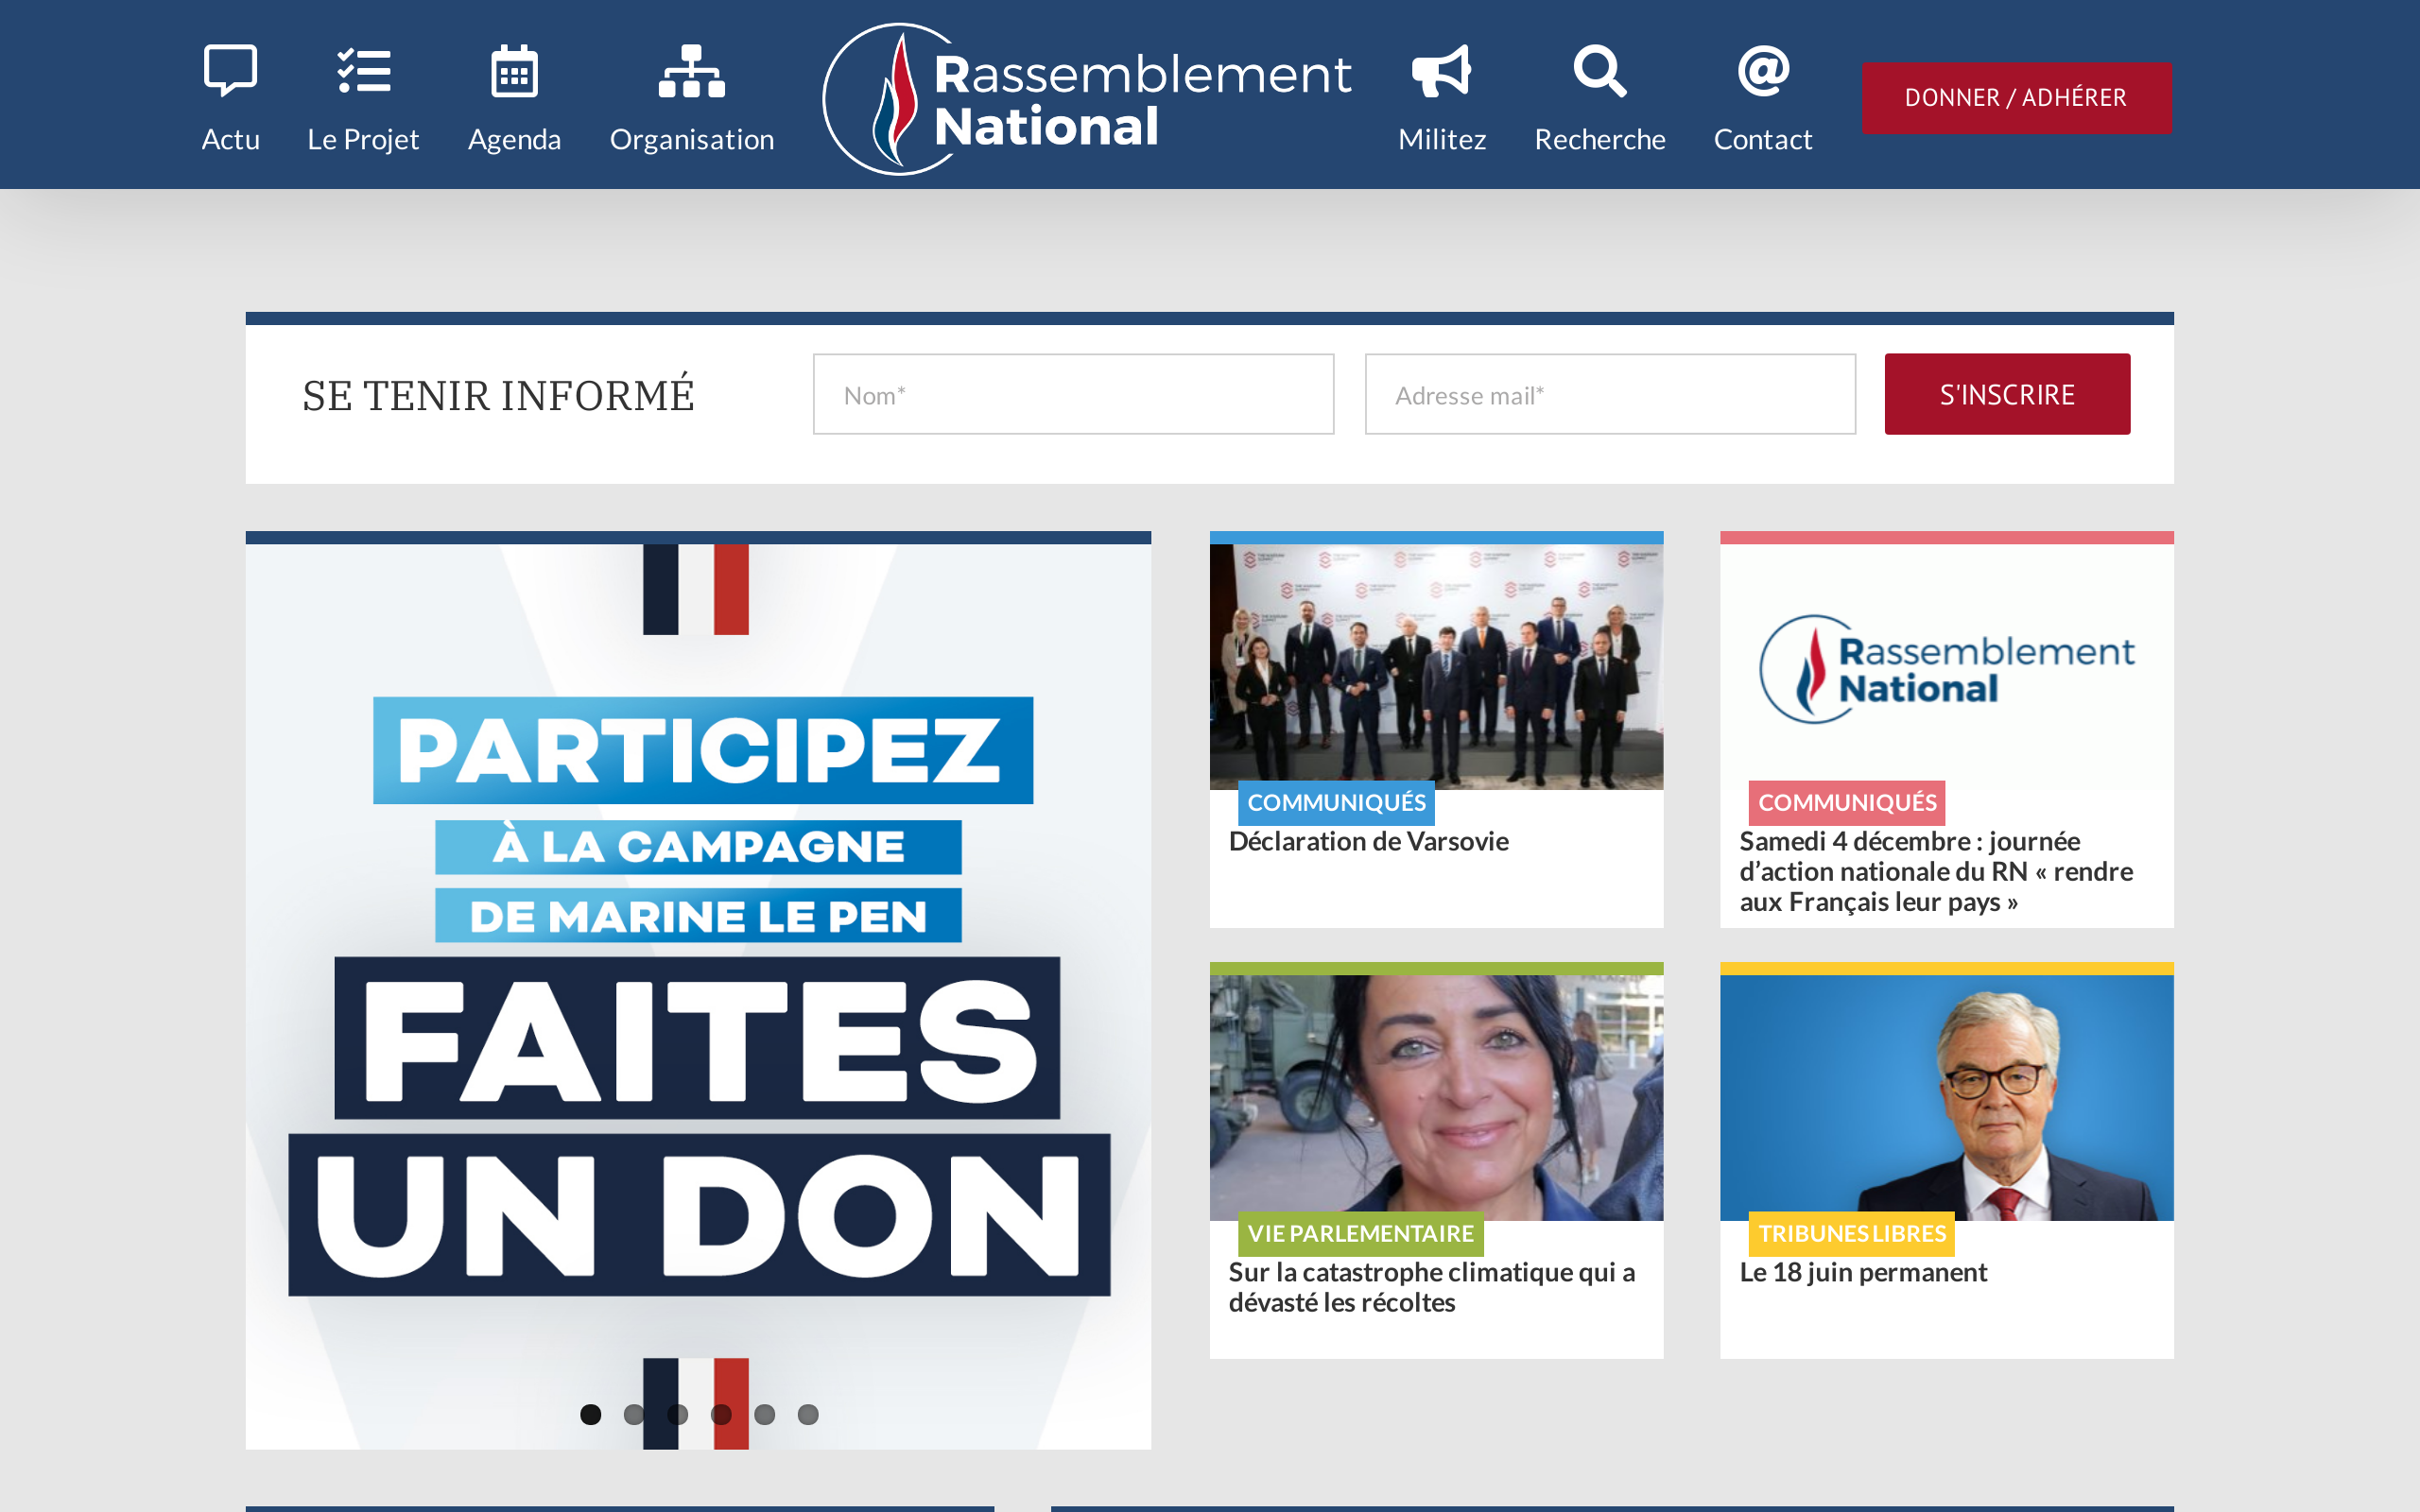 Actu
Le Projet
Agenda
Organisation
Rassemblement
National
Militez
Recherche
Contact
DONNER / ADHÉRER
SE TENIR INFORMÉ
Nom*
Adresse mail*
S'INSCRIRE
PARTICIPEZ
À LA CAMPAGNE
DE MARINE LE PEN
FAITES
UN DON
COMMUNIQUÉS
Déclaration de Varsovie
Rassemblement
National
COMMUNIQUÉS
Samedi 4 décembre : journée
d’action nationale du RN « rendre
aux Français leur pays »
VIE PARLEMENTAIRE
Sur la catastrophe climatique qui a
dévasté les récoltes
TRIBUNES LIBRES
Le 18 juin permanent